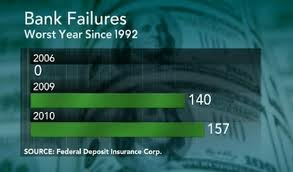 Bank Failures
Worst Year Since 1992
2006
0
2009
140
2010
157
SOURCE: Federal Deposit Insurance Corp.